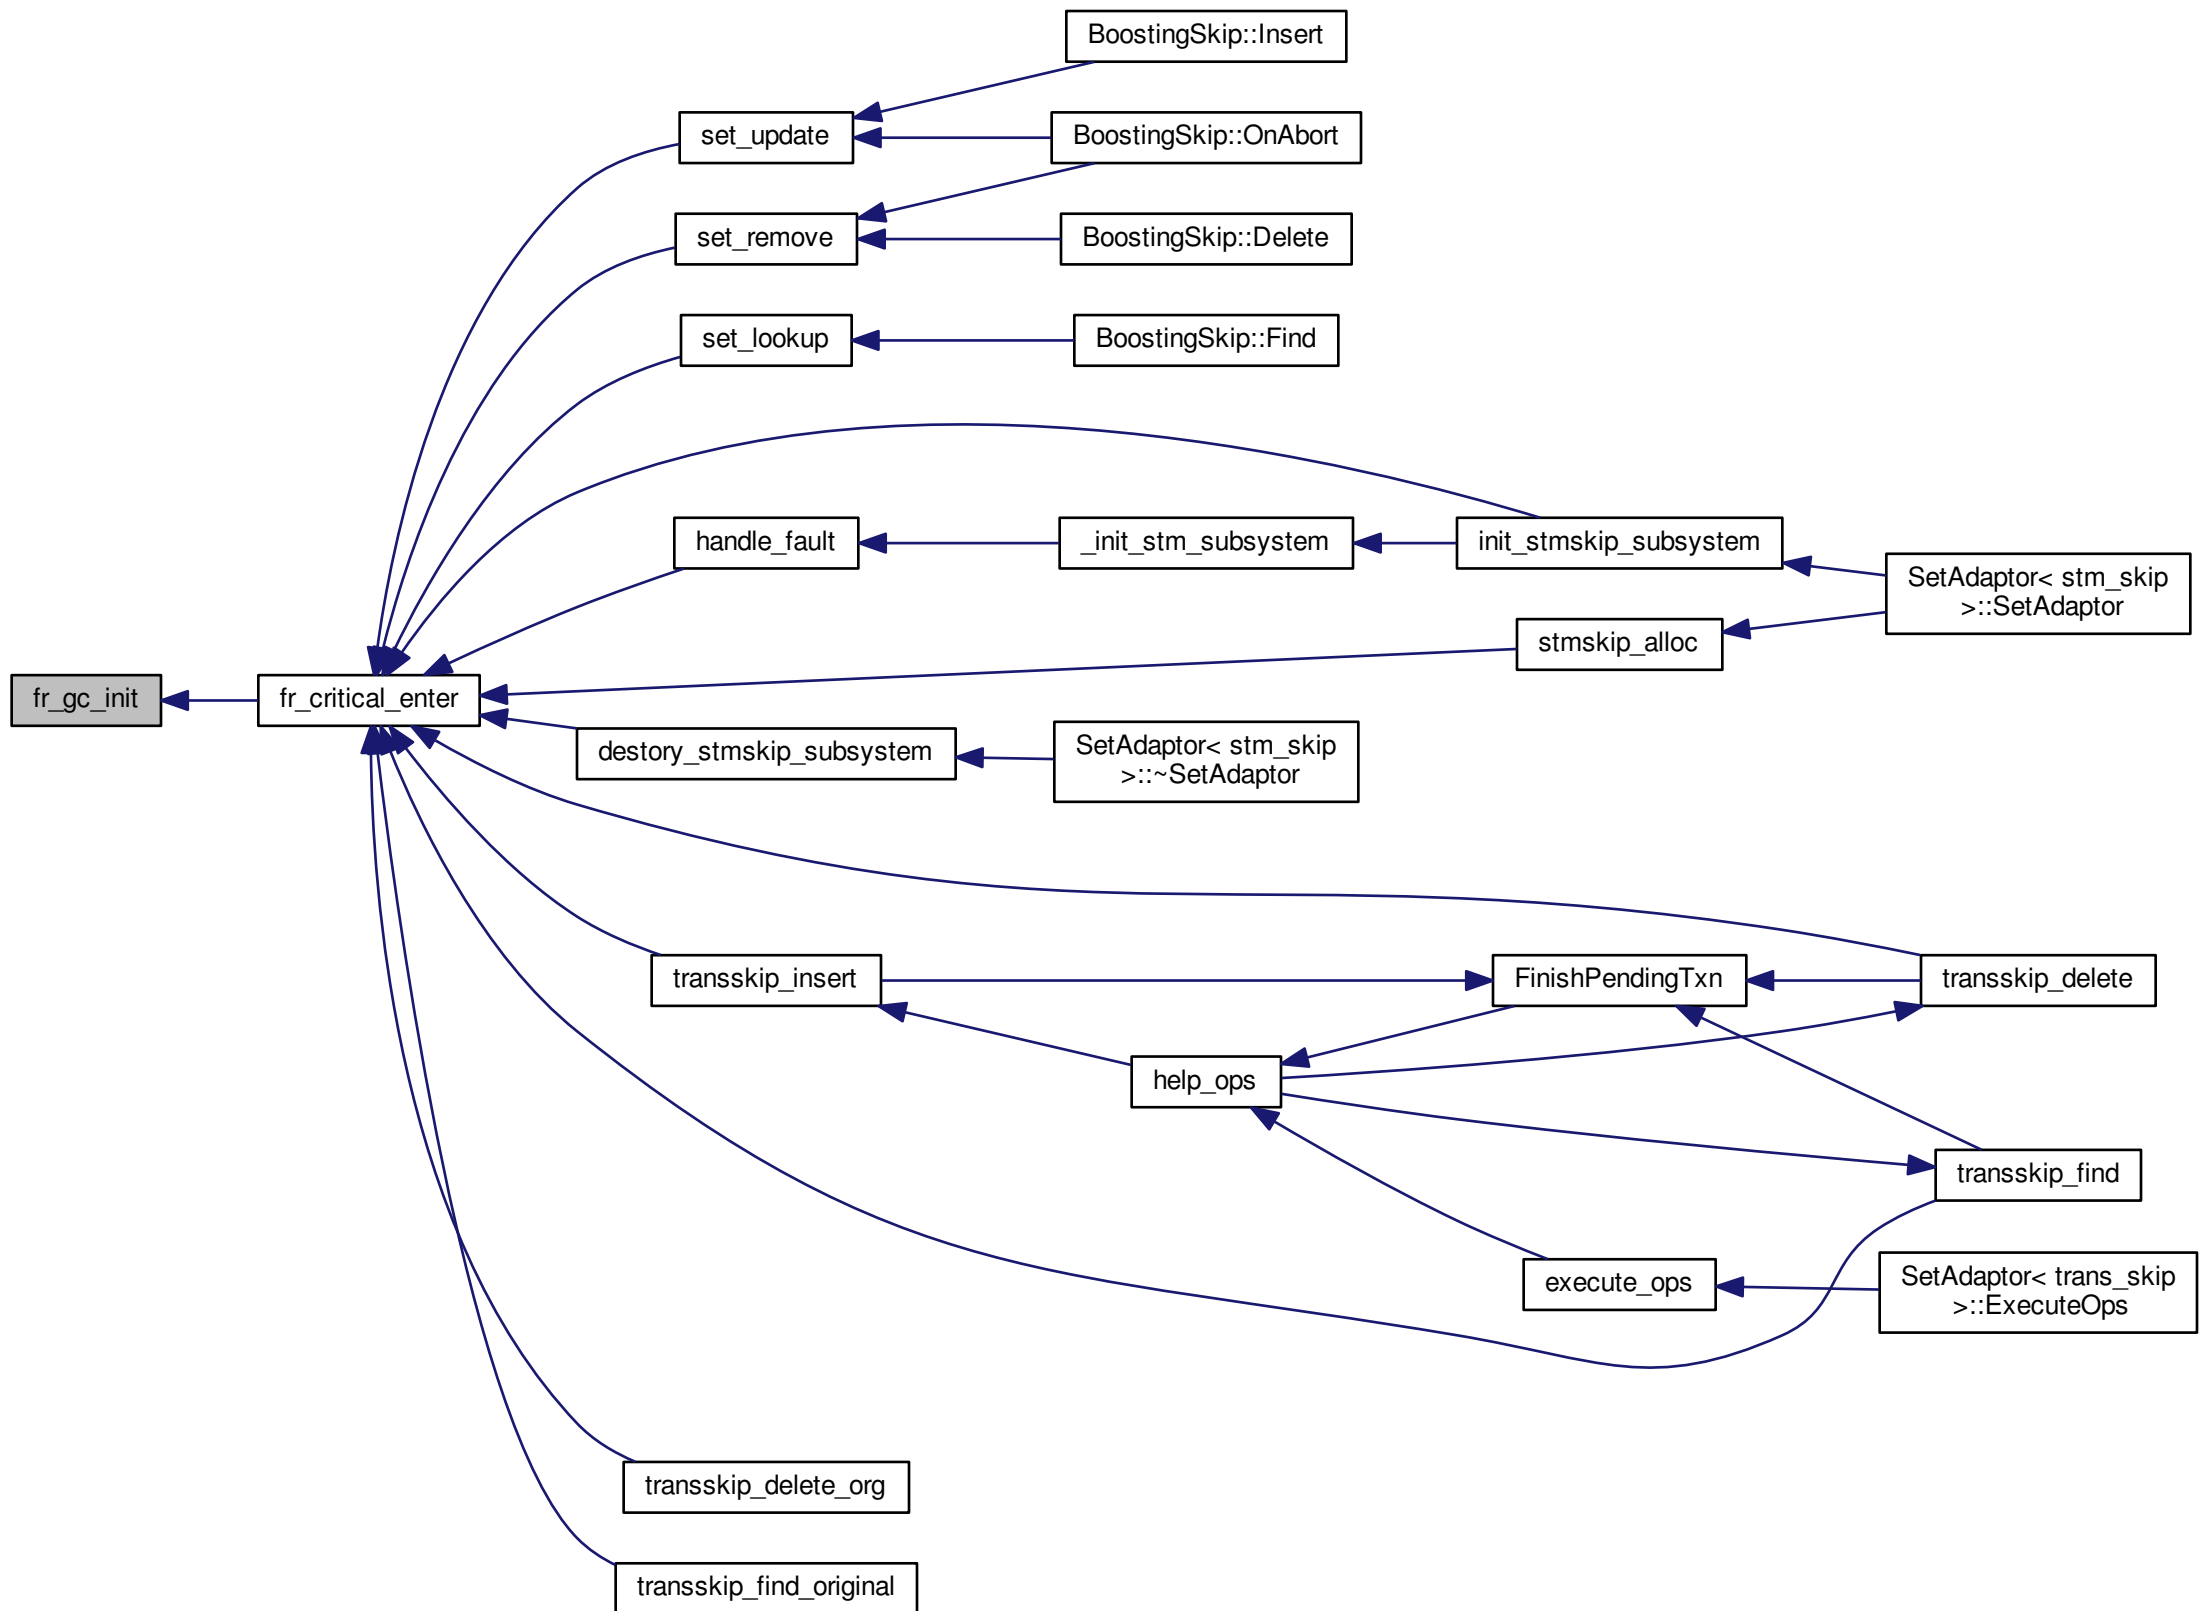 BoostingSkip::Insert
set_update
BoostingSkip::OnAbort
set_remove
BoostingSkip::Delete
set_lookup
BoostingSkip::Find
handle_fault
_init_stm_subsystem
init_stmskip_subsystem
SetAdaptor< stm_skip
>::SetAdaptor
stmskip_alloc
fr_gc_init
fr_critical_enter
destory_stmskip_subsystem
SetAdaptor< stm_skip
>::~SetAdaptor
transskip_insert
FinishPendingTxn
transskip_delete
help_ops
transskip_find
execute_ops
SetAdaptor< trans_skip
>::ExecuteOps
transskip_delete_org
transskip_find_original